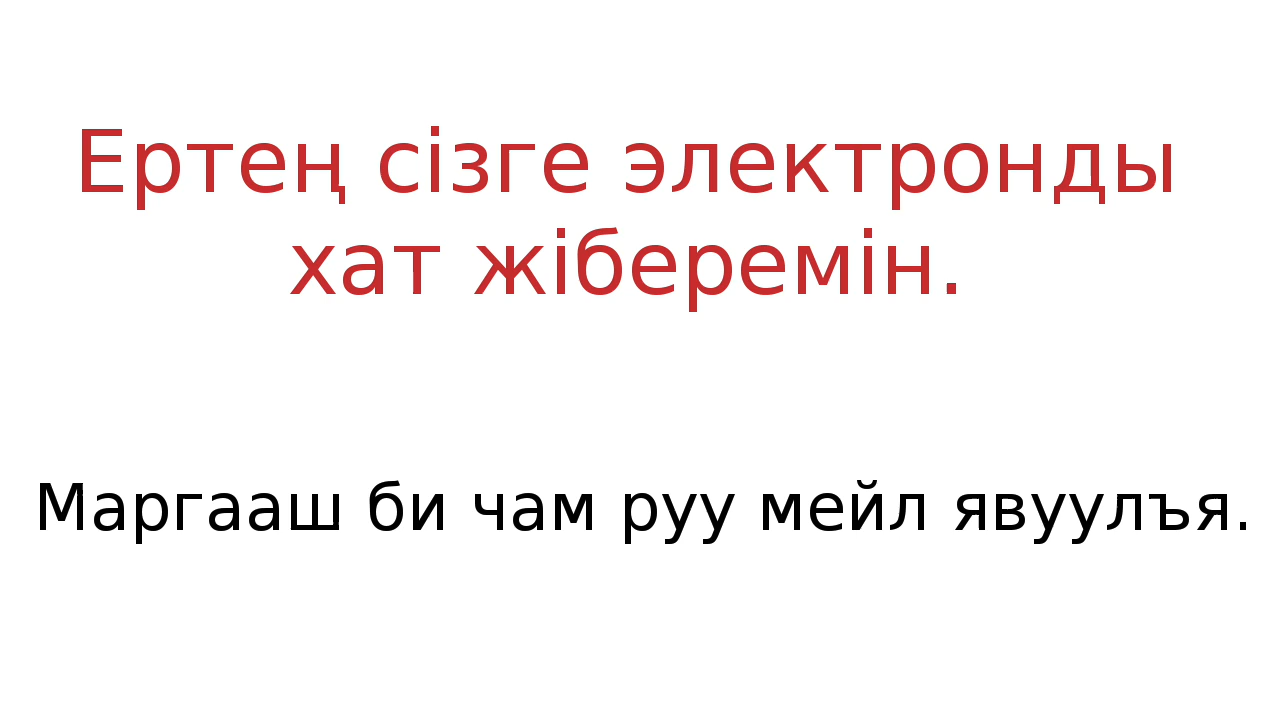 Ертең сізге электронды
хат жіберемін.
Маргааш би чам руу мейл явуулъя.